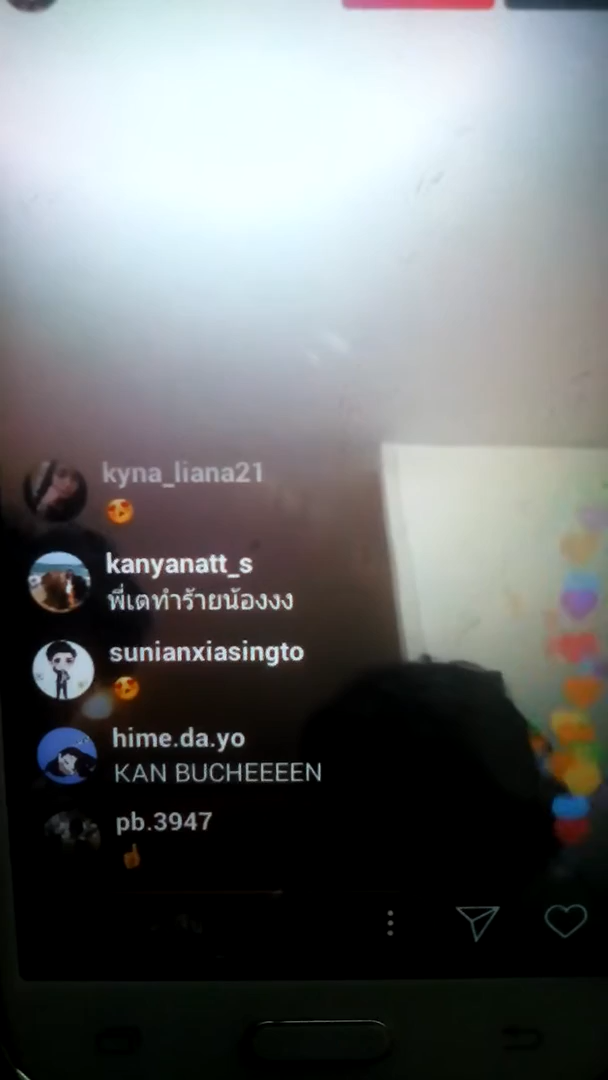 kyna_liana21
😍
kanyanatt_s
พี่เตทำร้ายน้องงง
sunianxiasingto
😍
hime.da.yo
KAN BUCHEEEEN
pb.3947
👍